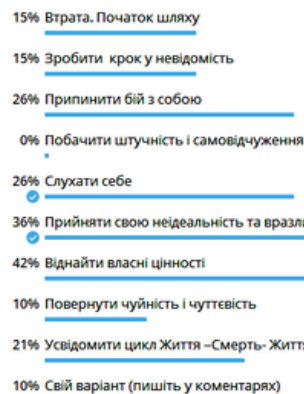 15% Втрата. Початок шляху
15% Зробити крок у невідомість
26% Припинити бій з собою
0% Побачити штучність і самовідчуження
26% Слухати себе
36% Прийняти свою неідеальність та
42% Віднайти власні цінності
10% Повернути чуйність і чуттєвість
21% Усвідомити цикл Життя –Смерть- Життя
10% Свій варіант (пишіть у коментарях)